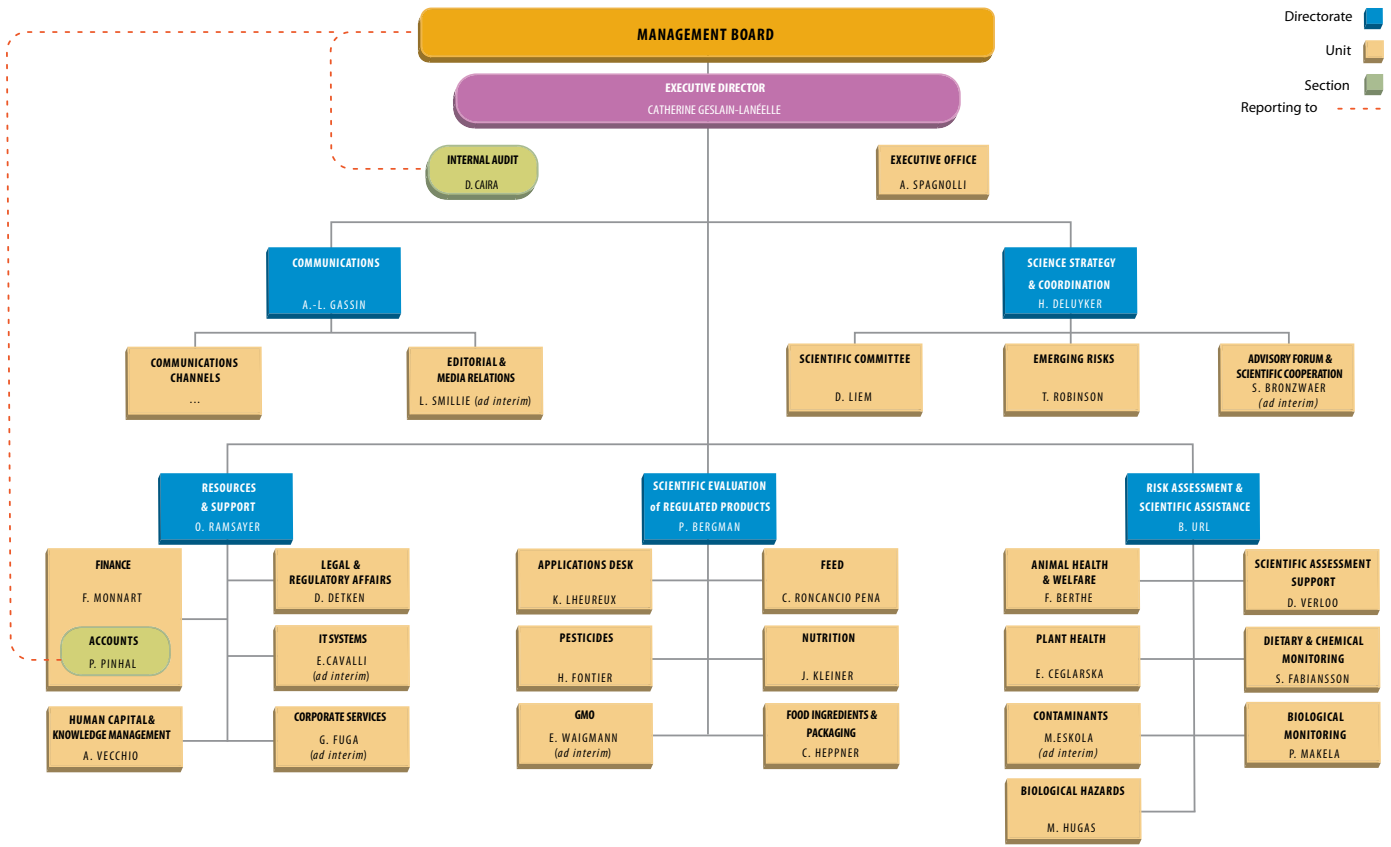 MANAGEMENT BOARD
Directorate
Unit
Section
Reporting to
EXECUTIVE DIRECTOR
CATHERINE GESLAIN-LANÉELLE
INTERNAL AUDIT
D. CAIRA
EXECUTIVE OFFICE
A. SPAGNOLLI
COMMUNICATIONS
A.-L. GASSIN
SCIENCE STRATEGY
& COORDINATION
H. DELUYKER
COMMUNICATIONS
CHANNELS
...
EDITORIAL &
MEDIA RELATIONS
L. SMILLIE (ad interim)
SCIENTIFIC COMMITTEE
D. LIEM
EMERGING RISKS
T. ROBINSON
ADVISORY FORUM &
SCIENTIFIC COOPERATION
S. BRONZWAER
(ad interim)
RESOURCES
& SUPPORT
O. RAMSAYER
SCIENTIFIC EVALUATION
of REGULATED PRODUCTS
P. BERGMAN
RISK ASSESSMENT &
SCIENTIFIC ASSISTANCE
B. URL
FINANCE
F. MONNART
ACCOUNTS
P. PINHAL
LEGAL &
REGULATORY AFFAIRS
D. DETKEN
IT SYSTEMS
E.CAVALLI
(ad interim)
HUMAN CAPITAL&
KNOWLEDGE MANAGEMENT
A. VECCHIO
CORPORATE SERVICES
G. FUGA
(ad interim)
APPLICATIONS DESK
K. LHEUREUX
FEED
C. RONCANCIO PENA
PESTICIDES
H. FONTIER
NUTRITION
J. KLEINER
GMO
E. WAIGMANN
(ad interim)
FOOD INGREDIENTS &
PACKAGING
C. HEPPNER
ANIMAL HEALTH
& WELFARE
F. BERTHE
SCIENTIFIC ASSESSMENT
SUPPORT
D. VERLOO
PLANT HEALTH
E. CEGLARSKA
DIETARY & CHEMICAL
MONITORING
S. FABIANSSON
CONTAMINANTS
M.ESKOLA
(ad interim)
BIOLOGICAL
MONITORING
P. MAKELA
BIOLOGICAL HAZARDS
M. HUGAS